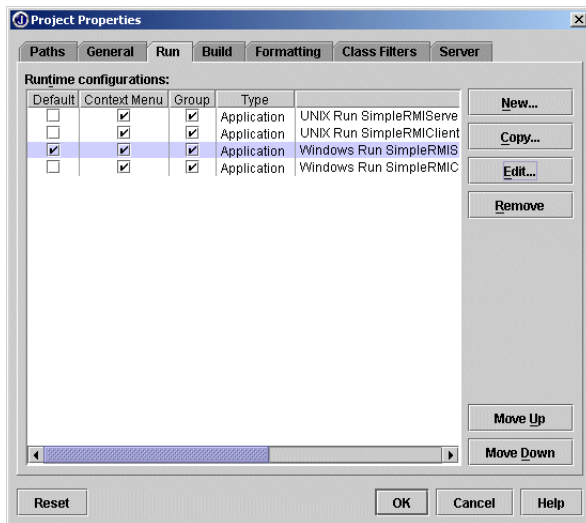 Project Properties
Paths General Run Build Formatting Class Filters Server
Runtime configurations:
Default Context Menu Group Type
Application UNIX Run SimpleRMIServe
Application UNIX Run SimpleRMIClient
Application Windows Run SimpleRMIS
Application Windows Run SimpleRMIC
New...
Copy...
Edit...
Remove
Move Up
Move Down
Reset OK Cancel Help